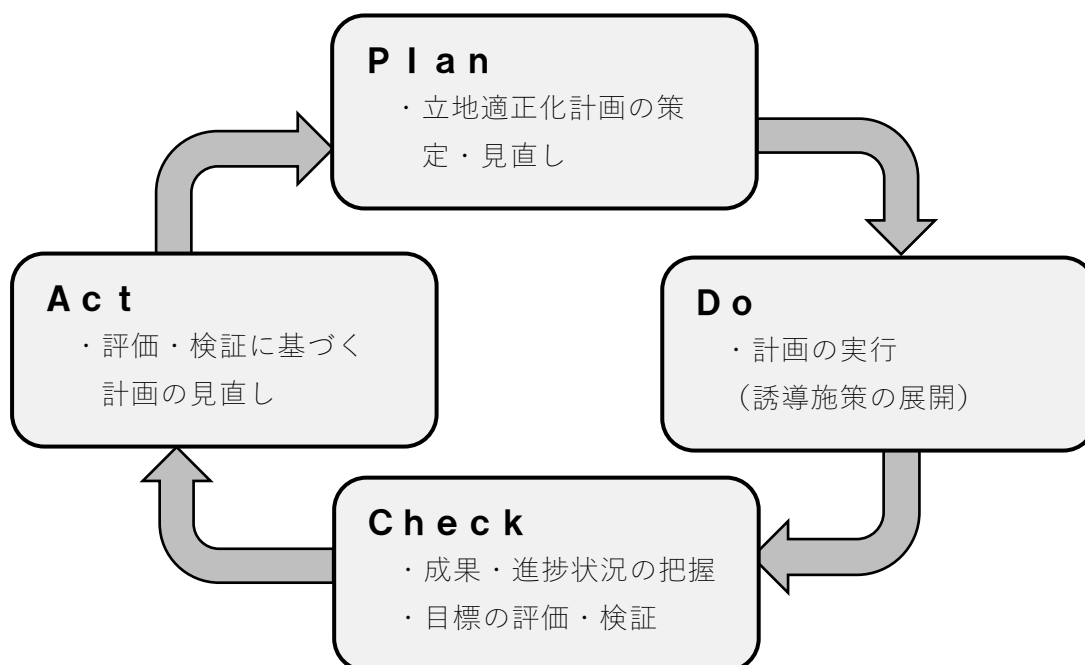 Plan
・立地適正化計画の策
定・見直し
Act
・評価・検証に基づく
計画の見直し
Do
・計画の実行
（誘導施策の展開）
Check
・成果・進捗状況の把握
・目標の評価・検証